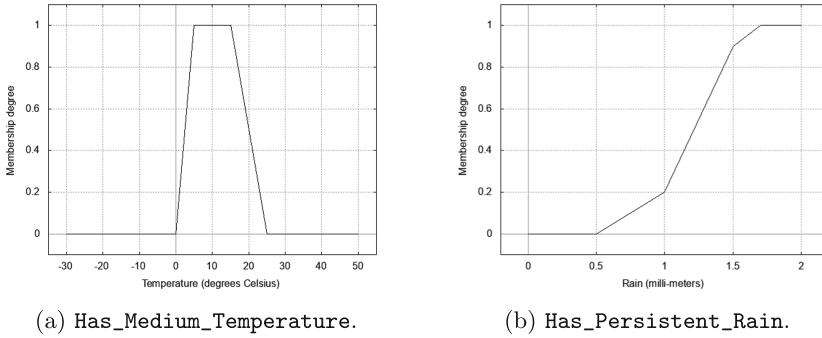 1
0.8
0.6
0.4
0.2
0
Membership degree
-30 -20 -10 0 10 20 30 40 50
Temperature (degrees Celsius)
(a) Has_Medium_Temperature.
1
0.8
0.6
0.4
0.2
0
Membership degree
0 0.5 1 1.5 2
Rain (milli-meters)
(b) Has_Persistent_Rain.